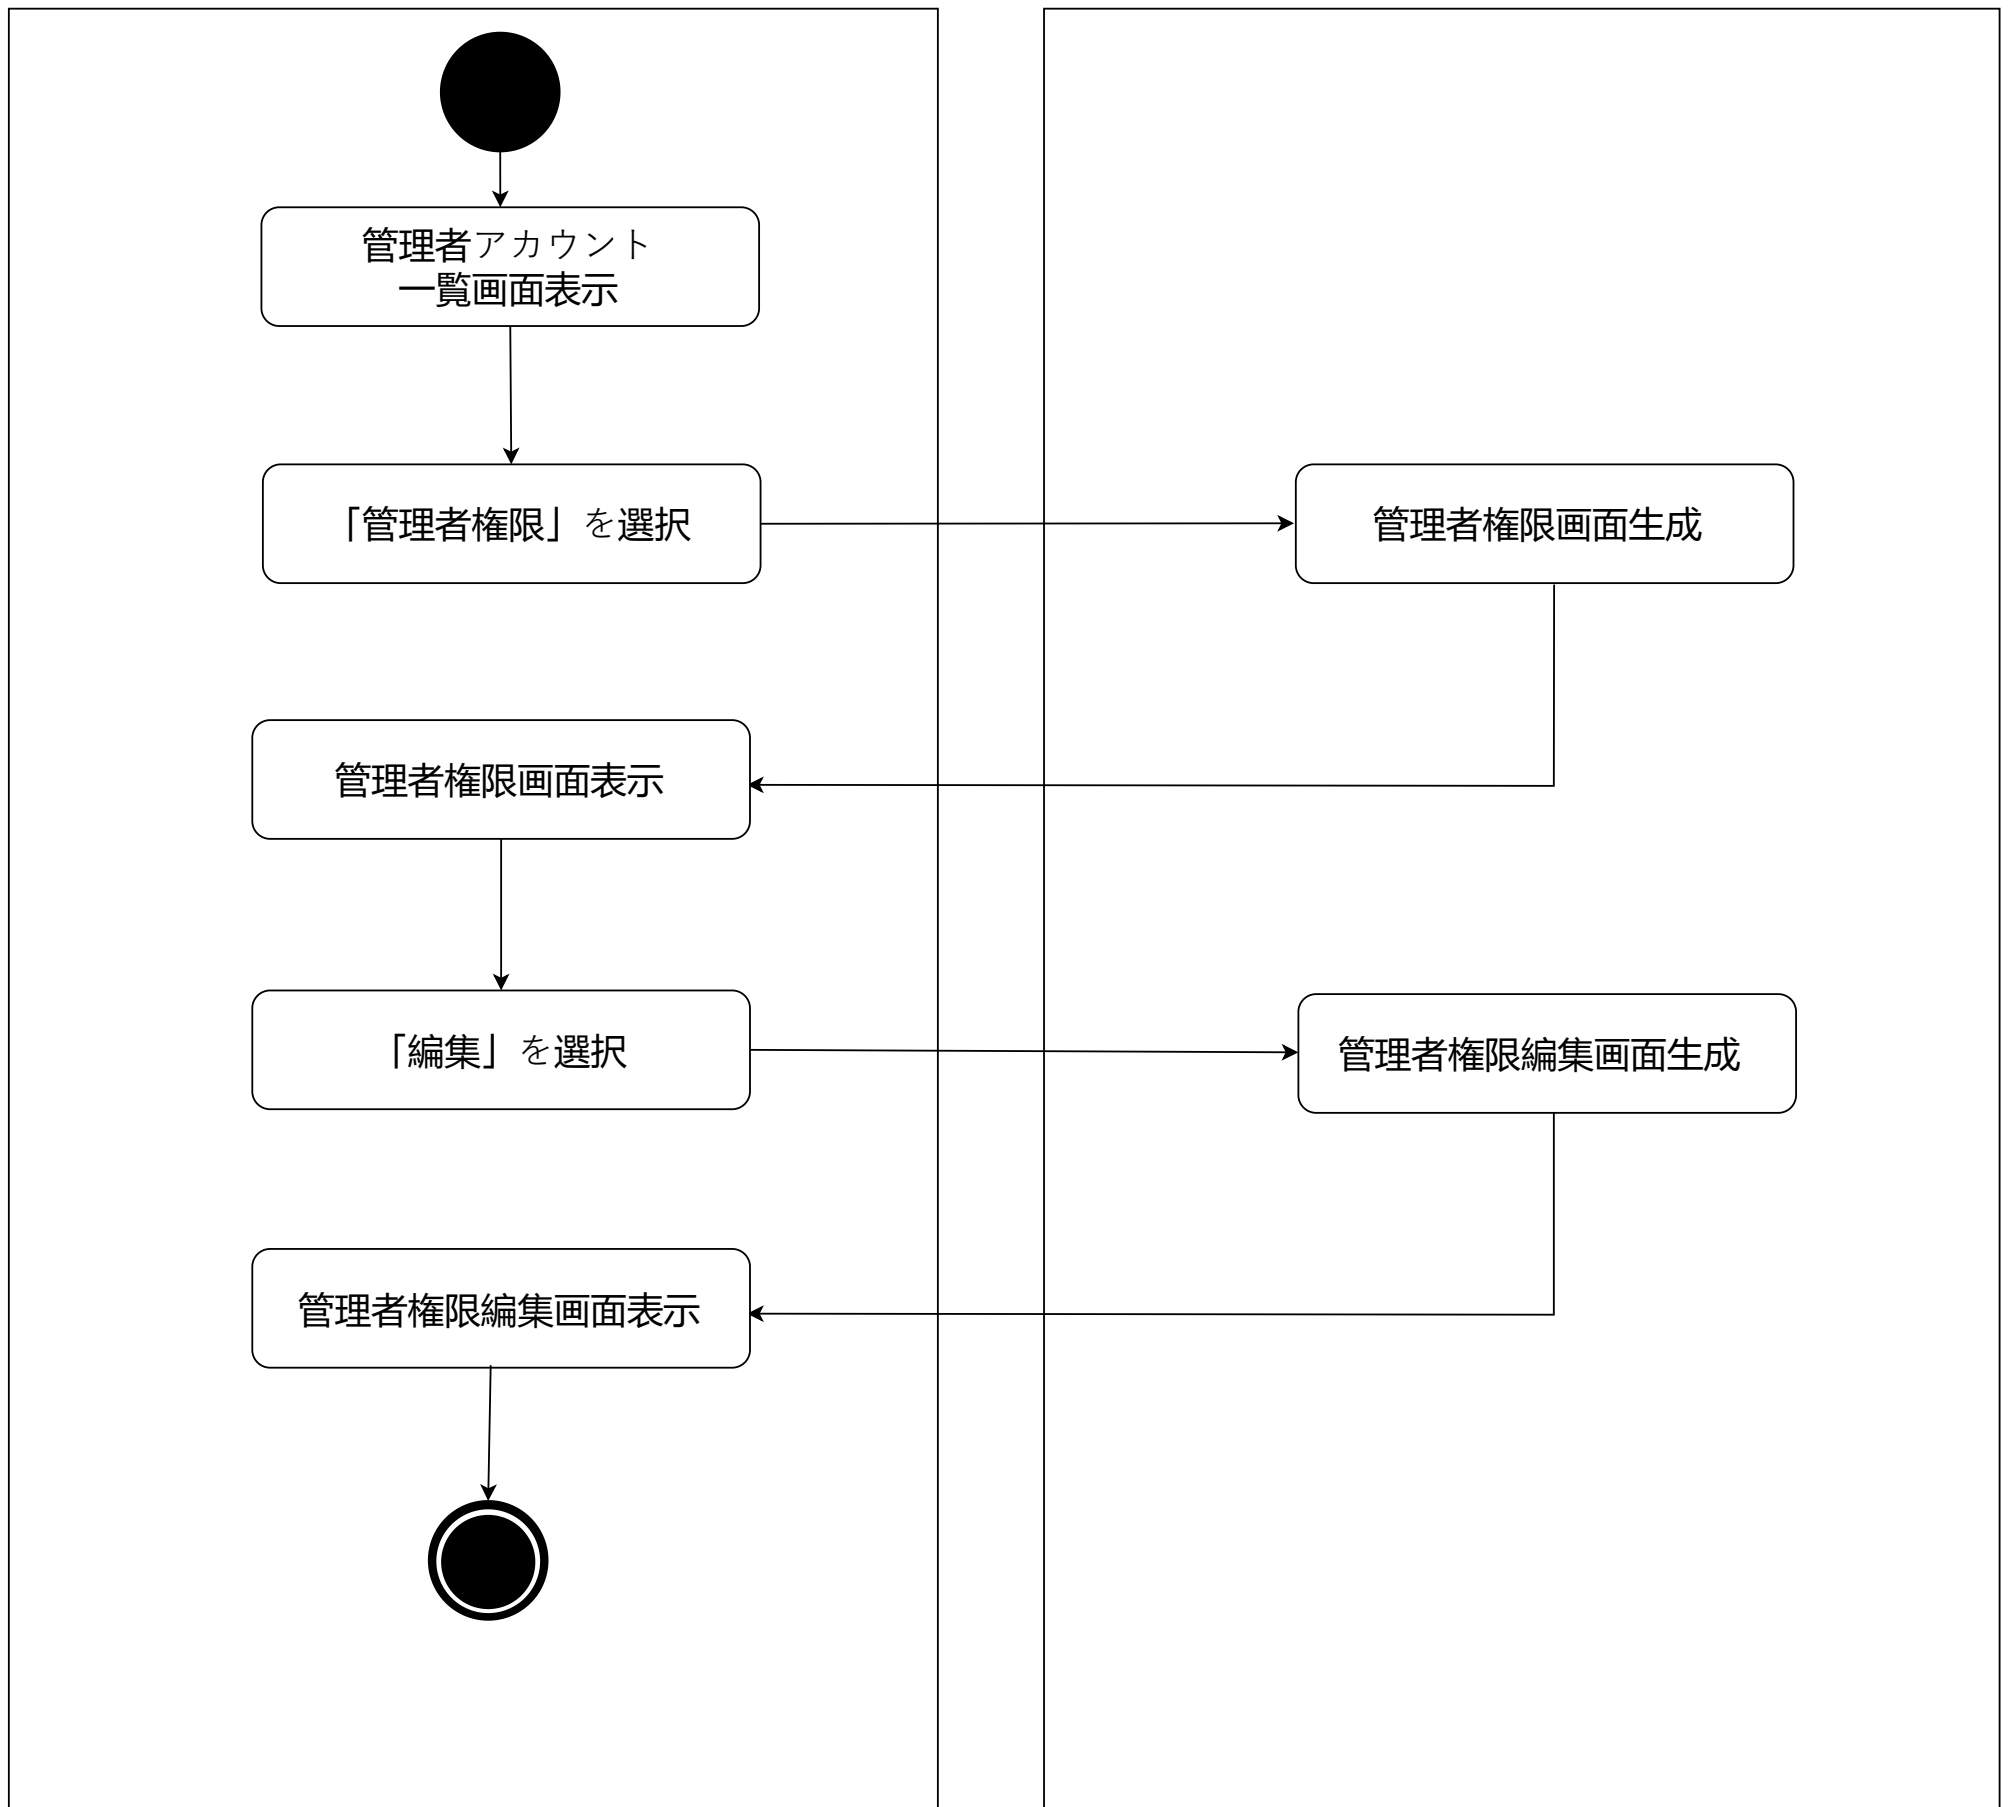 管理者アカウント
一覧画面表示
「管理者権限」を選択
管理者権限画面生成
管理者権限画面表示
「編集」を選択
管理者権限編集画面生成
管理者権限編集画面表示